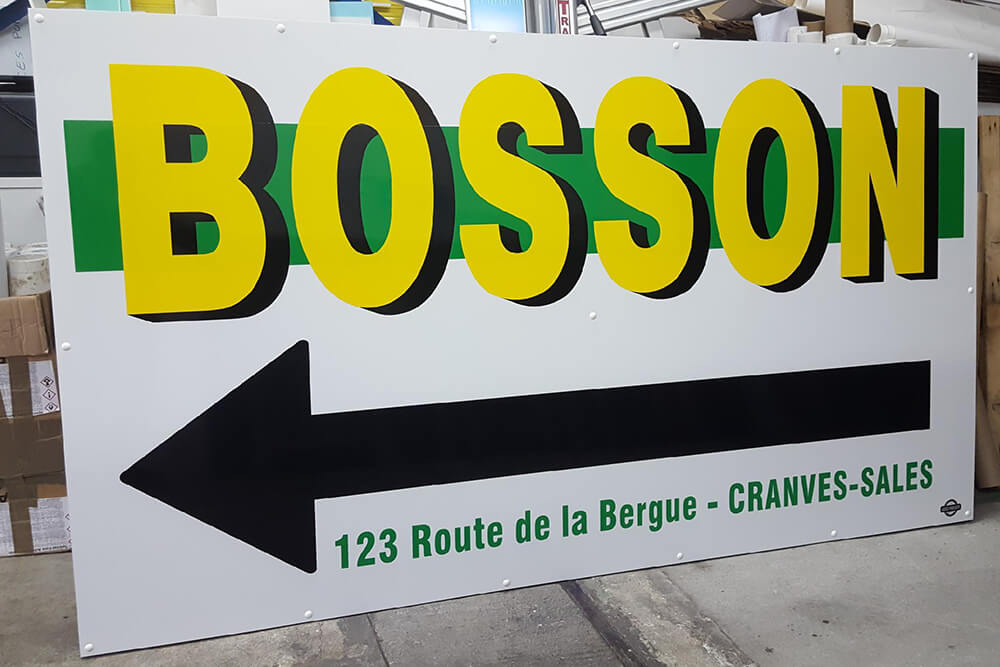 BOSSON
123 Route de la Bergue - CRANVES-SALES